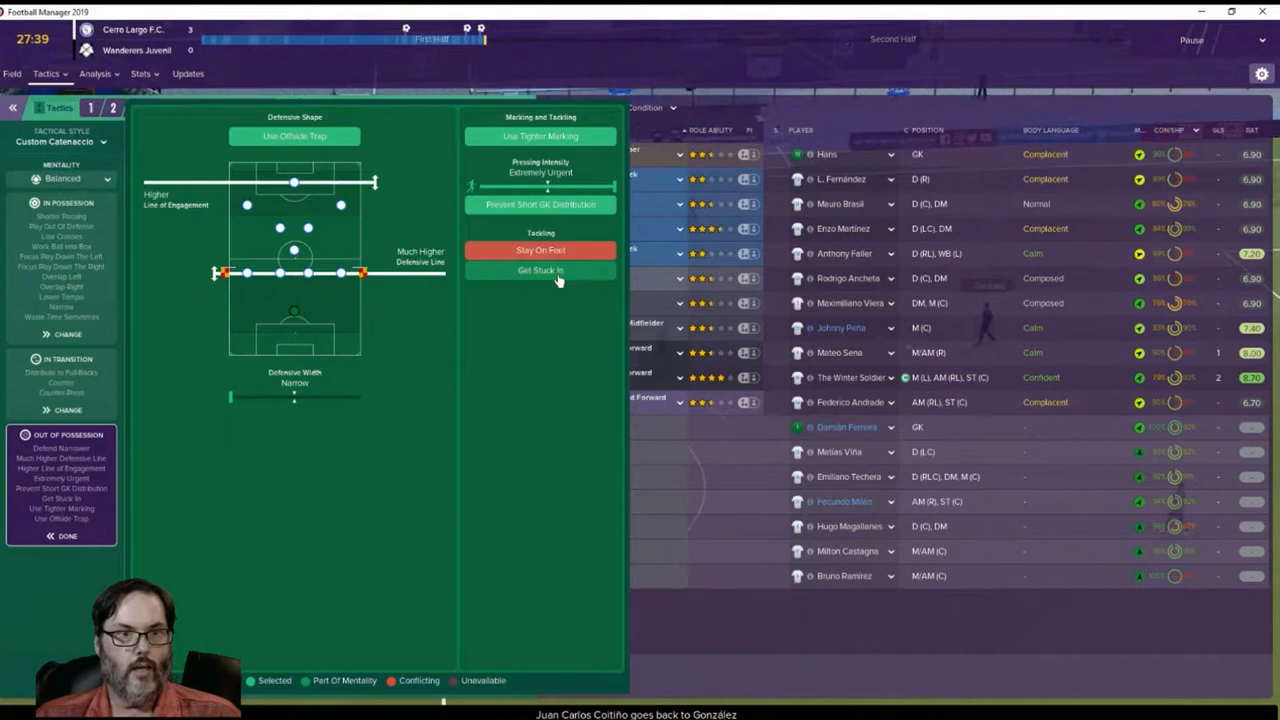 Football Manager 2019
27:39
Cerro Largo F.C. 3
Wanderers Juvenil 0
First Half
Second Half
Pause
Field
Tactics
Analysis
Stats
Updates
Tactics 1 2
TACTICAL STYLE
Custom Catenaccio
MENTALITY
Balanced
IN POSSESSION
Shorter Passing
Play Out Of Defense
Low Crosses
Work Ball Into Box
Focus Play Down The Left
Focus Play Down The Right
Overlap Left
Overlap Right
Lower Tempo
Narrow
Waste Time Sometimes
CHANGE
IN TRANSITION
Distribute to Full-Backs
Counter
Counter-Press
CHANGE
OUT OF POSSESSION
Defend Narrower
Much Higher Defensive Line
Higher Line of Engagement
Extremely Urgent
Prevent Short GK Distribution
Get Stuck In
Use Tighter Marking
Use Offside Trap
DONE
Defensive Shape
Use Offside Trap
Higher
Line of Engagement
Much Higher
Defensive Line
Defensive Width
Narrow
Marking and Tackling
Use Tighter Marking
Pressing Intensity
Extremely Urgent
Prevent Short GK Distribution
Tackling
Stay On Feet
Get Stuck In
Selected
Part Of Mentality
Conflicting
Unavailable
Condition
ROLE ABILITY PI S PLAYER C POSITION BODY LANGUAGE M... CON/SHP GLS RAT
Hans GK Complacent - 6.90
L. Fernández D (R) Complacent - 6.90
Mauro Brasil D (C), DM Normal - 6.90
Enzo Martínez D (LC), DM Complacent - 6.90
Anthony Faller D (RL), WB (L) Complacent - 7.20
Rodrigo Ancheta D (C), DM Composed - 6.90
Maximiliano Viera DM, M (C) Composed - 6.90
Midfielder Johnny Peña M (C) Calm - 7.40
Mateo Sena M/AM (R) Calm 1 8.00
The Winter Soldier C M (L), AM (RL), ST (C) Confident 2 8.70
Federico Andrade AM (RL), ST (C) Complacent - 6.70
Damián Ferreira GK - - -
Matías Viña D (LC) - - -
Emiliano Techera D (RLC), DM, M (C) - - -
Facundo Milán AM (R), ST (C) - - -
Hugo Magallanes D (C), DM - - -
Milton Castagna M/AM (C) - - -
Bruno Ramírez M/AM (C) - - -
Juan Carlos Coitiño goes back to González